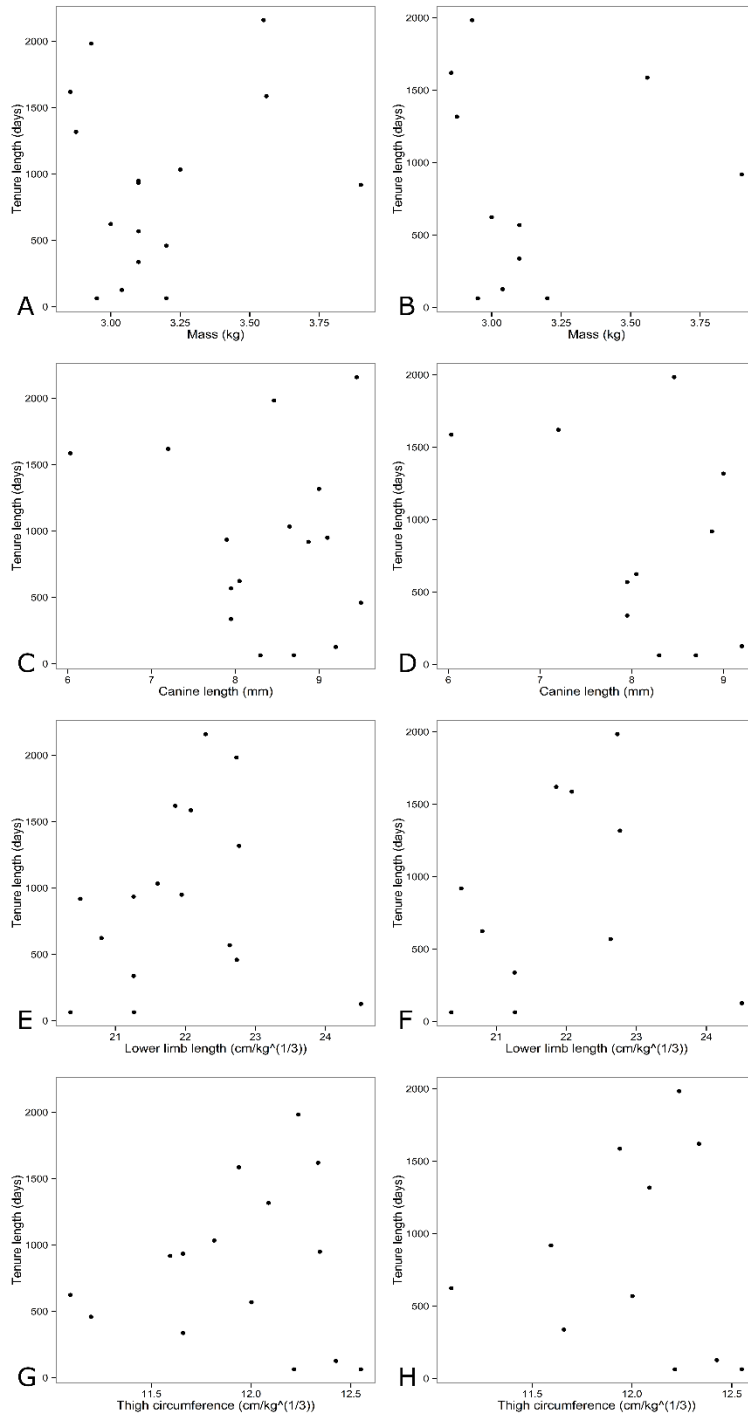 2000
1500
1000
500
0
Tenure length (days)
A
3.00 3.25 3.50 3.75
Mass (kg)
2000
1500
1000
500
0
Tenure length (days)
B
3.00 3.25 3.50 3.75
Mass (kg)
2000
1500
1000
500
0
Tenure length (days)
C
6 7 8 9
Canine length (mm)
2000
1500
1000
500
0
Tenure length (days)
D
6 7 8 9
Canine length (mm)
2000
1500
1000
500
0
Tenure length (days)
E
21 22 23 24
Lower limb length (cm/kg^(1/3))
2000
1500
1000
500
0
Tenure length (days)
F
21 22 23 24
Lower limb length (cm/kg^(1/3))
2000
1500
1000
500
0
Tenure length (days)
G
11.5 12.0 12.5
Thigh circumference (cm/kg^(1/3))
2000
1500
1000
500
0
Tenure length (days)
H
11.5 12.0 12.5
Thigh circumference (cm/kg^(1/3))